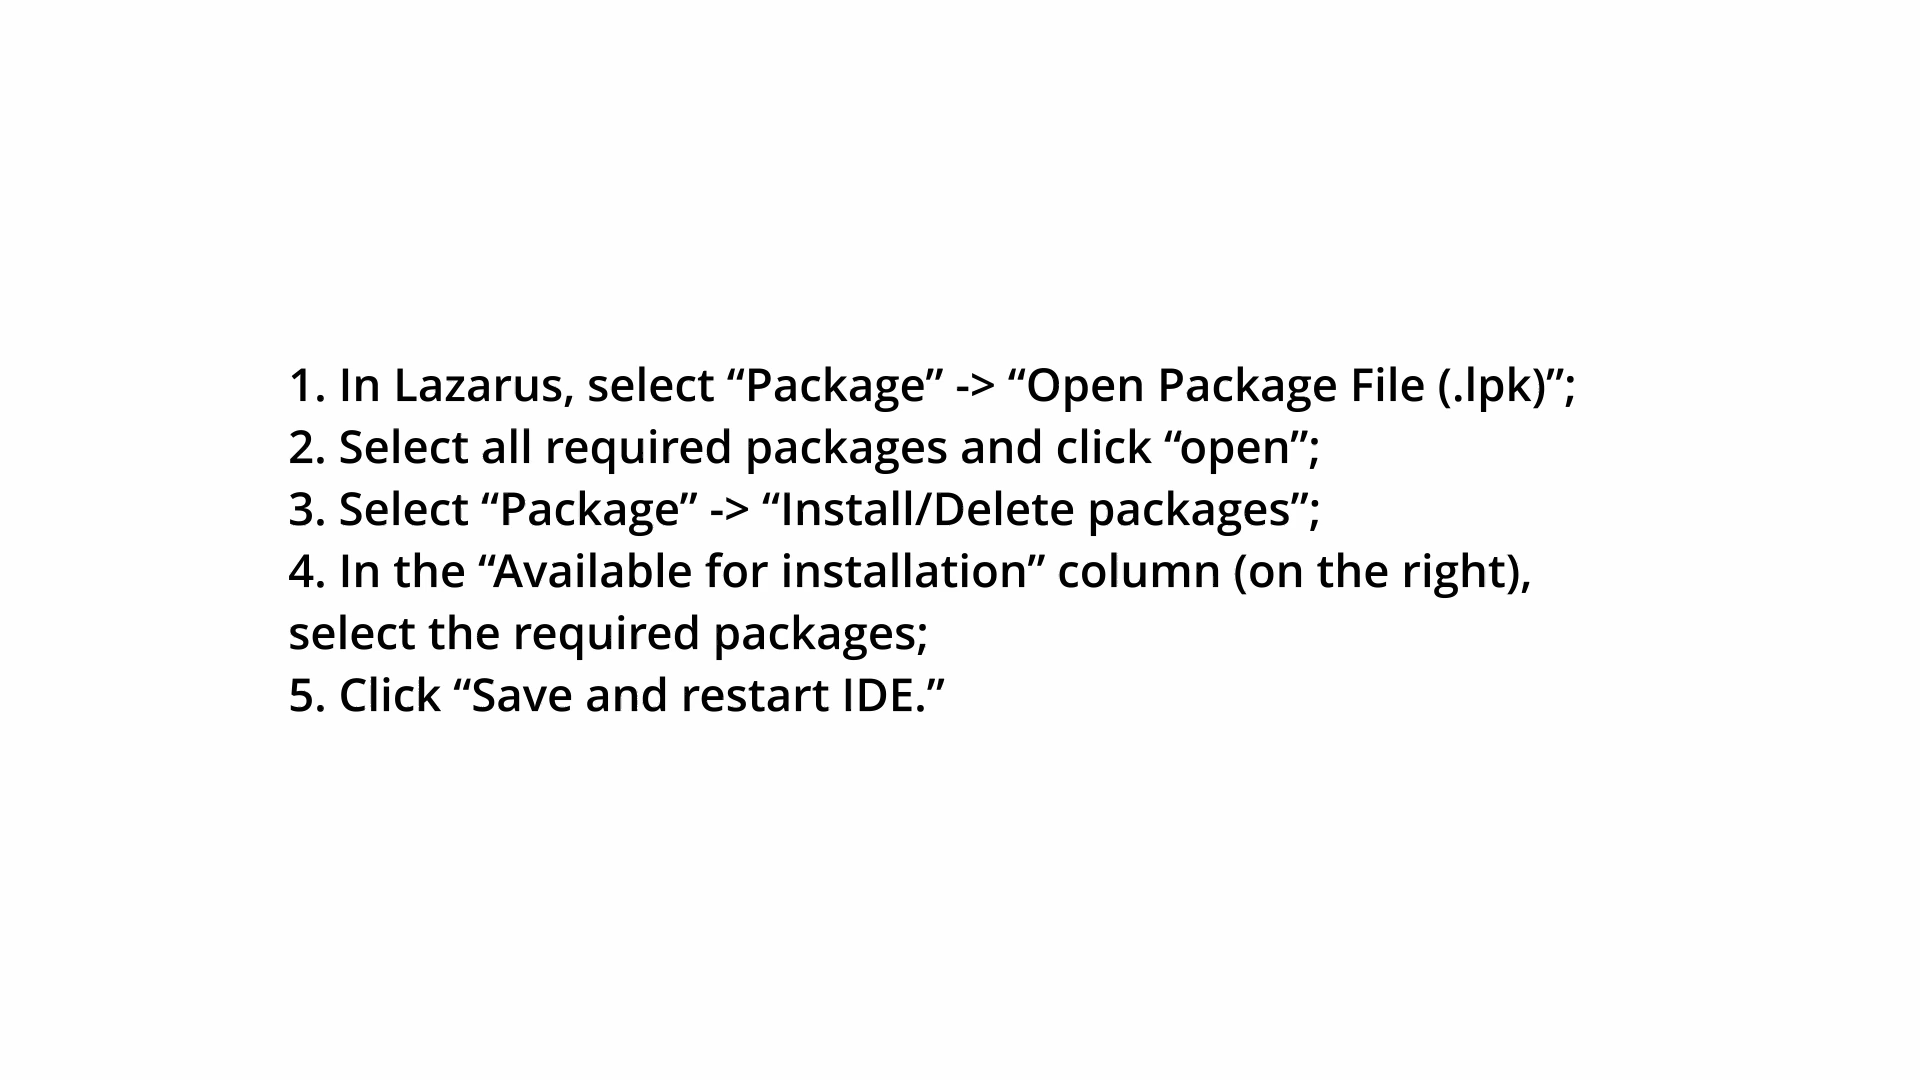 1. In Lazarus, select “Package” -> “Open Package File (.lpk)”;
2. Select all required packages and click “open”;
3. Select “Package” -> “Install/Delete packages”;
4. In the “Available for installation” column (on the right),
select the required packages;
5. Click “Save and restart IDE.”